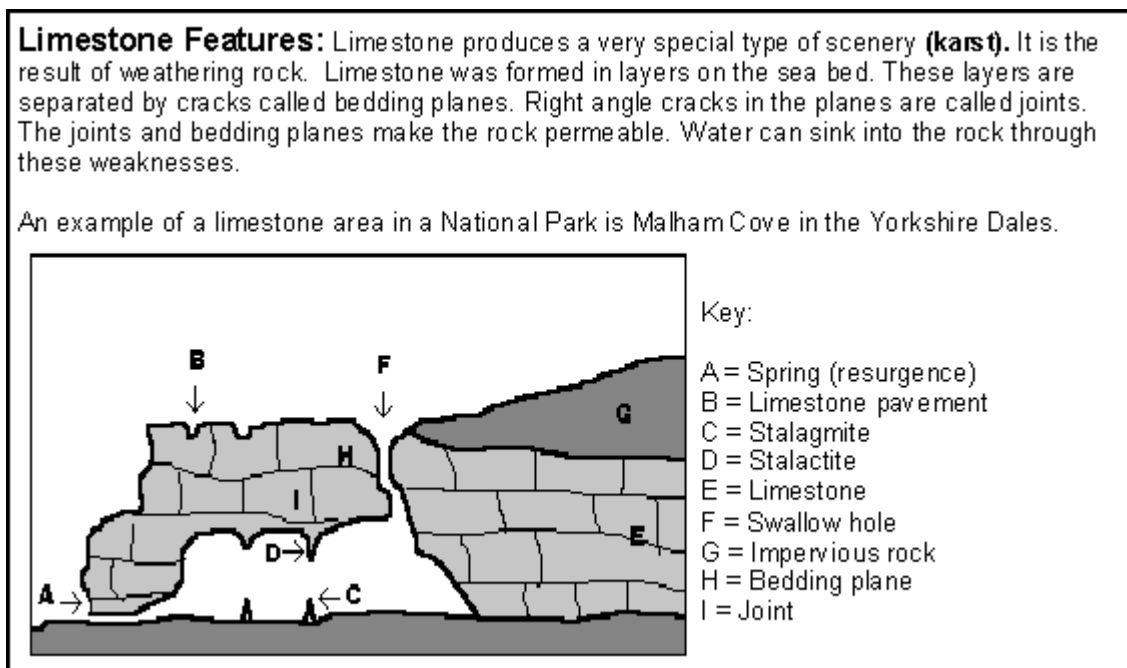 Limestone Features: Limestone produces a very special type of scenery (karst). It is the
result of weathering rock. Limestone was formed in layers on the sea bed. These layers are
separated by cracks called bedding planes. Right angle cracks in the planes are called joints.
The joints and bedding planes make the rock permeable. Water can sink into the rock through
these weaknesses.
An example of a limestone area in a National Park is Malham Cove in the Yorkshire Dales.
B
F
G
H
I
E
D
C
A
Key:
A = Spring (resurgence)
B = Limestone pavement
C = Stalagmite
D = Stalactite
E = Limestone
F = Swallow hole
G = Impervious rock
H = Bedding plane
I = Joint